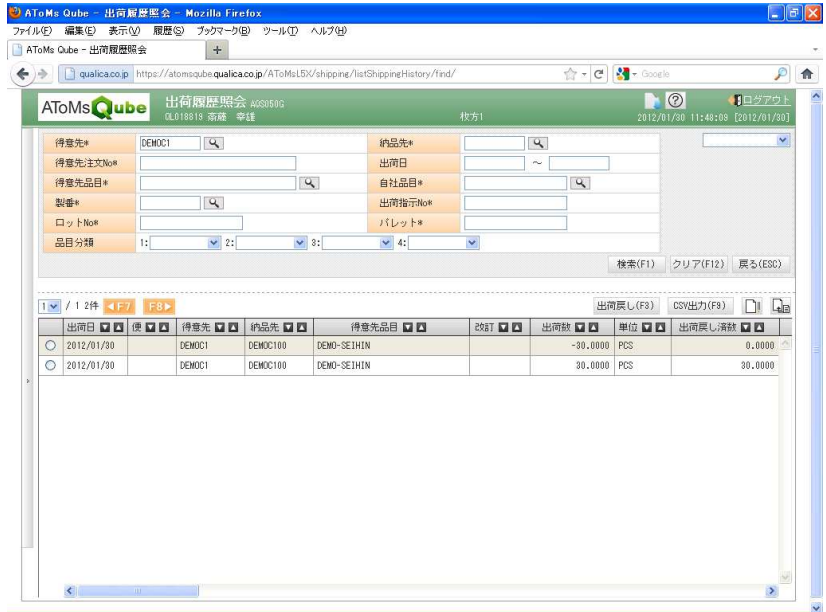 AToMs Qube - 出荷履歴照会 - Mozilla Firefox
ファイル(F) 編集(E) 表示(V) 履歴(S) ブックマーク(B) ツール(T) ヘルプ(H)
AToMs Qube - 出荷履歴照会 +
qualica.co.jp https://atomsqube.qualica.co.jp/AToMsL5X/shipping/listShippingHistory/find/ Google
AToMsQube 出荷履歴照会 AGS050G ログアウト
QL018819 斎藤 幸雄 枚方1 2012/01/30 11:48:09 [2012/01/30]
得意先* DEMOC1 納品先*
得意先注文No* 出荷日 ~
得意先品目* 自社品目*
製番* 出荷指示No*
ロットNo* パレット*
品目分類 1: 2: 3: 4:
検索(F1) クリア(F12) 戻る(ESC)
1 / 1 2件 ◀F7 F8▶ 出荷戻し(F3) CSV出力(F9)
出荷日 ▼▲ 便 ▼▲ 得意先 ▼▲ 納品先 ▼▲ 得意先品目 ▼▲ 改訂 ▼▲ 出荷数 ▼▲ 単位 ▼▲ 出荷戻し済数 ▼▲
2012/01/30 DEMOC1 DEMOC100 DEMO-SEIHIN -30.0000 PCS 0.0000
2012/01/30 DEMOC1 DEMOC100 DEMO-SEIHIN 30.0000 PCS 30.0000